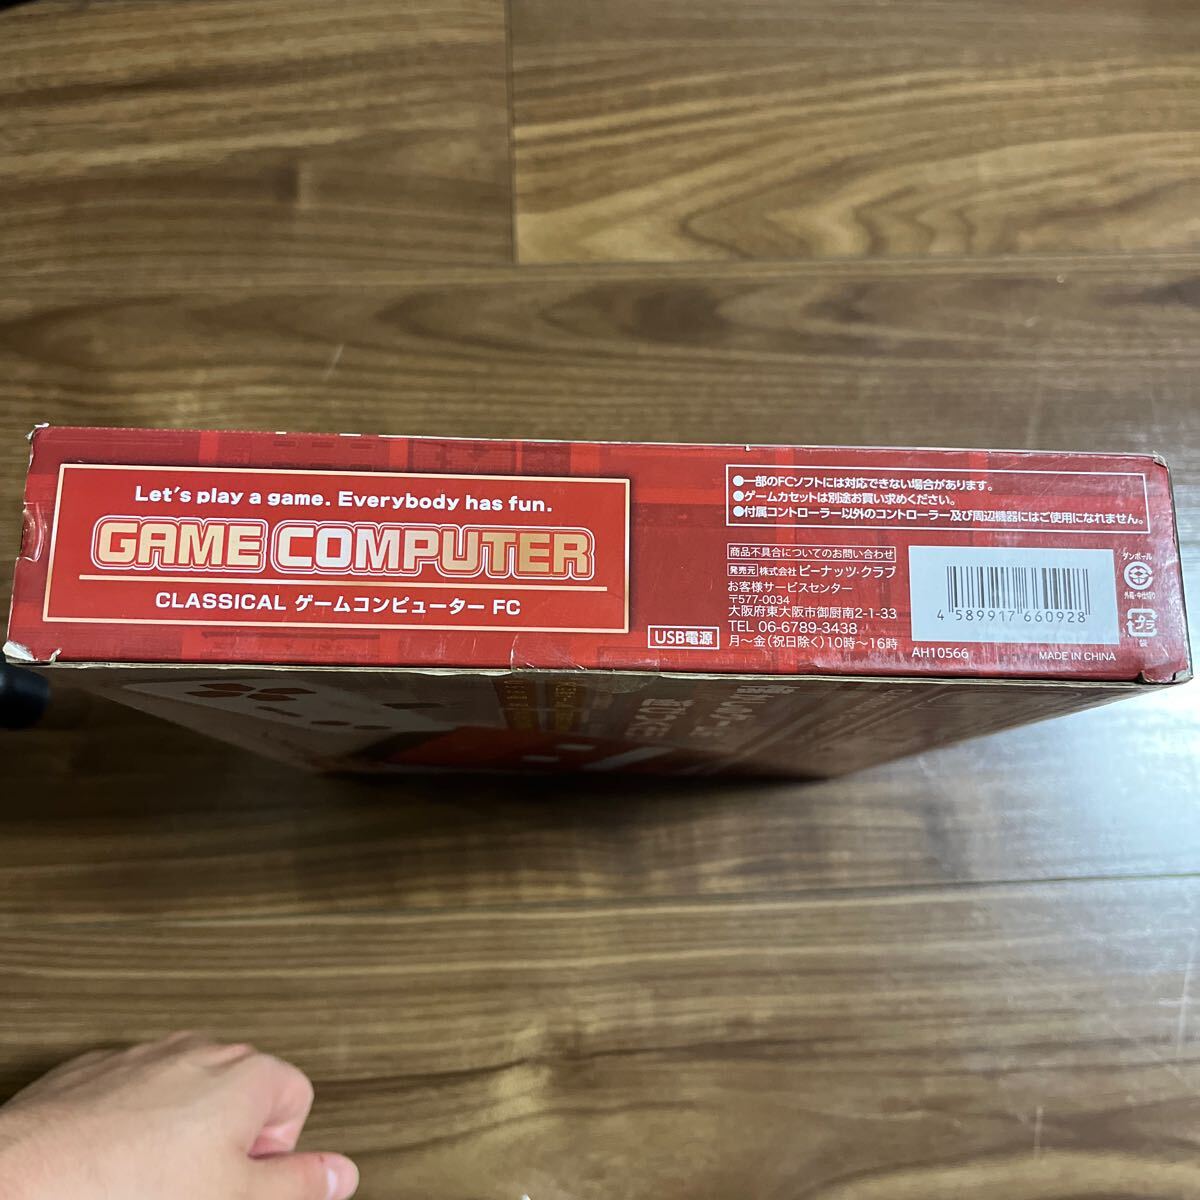 Let's play a game. Everybody has fun.
GAME COMPUTER
CLASSICAL ゲームコンピューター FC
USB電源
●一部のFCソフトには対応できない場合があります。
●ゲームカセットは別途お買い求めください。
●付属コントローラー以外のコントローラー及び周辺機器にはご使用になれません。
商品不具合についてのお問い合わせ
発売元 株式会社ピーナッツ・クラブ
お客様サービスセンター
〒577-0034
大阪府東大阪市御厨南2-1-33
TEL 06-6789-3438
月～金(祝日除く)10時～16時
4 589917 660928
AH10566
MADE IN CHINA
ダンボール
外箱・中仕切り
プラ
袋